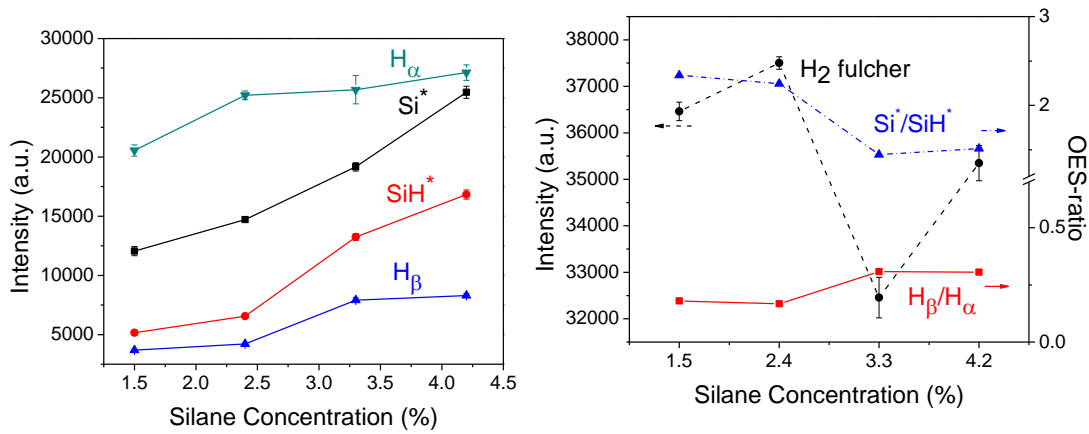 30000
25000
20000
15000
10000
5000
Intensity (a.u.)
Hα
Si*
SiH*
Hβ
1.5 2.0 2.5 3.0 3.5 4.0 4.5
Silane Concentration (%)
38000
37000
36000
35000
34000
33000
32000
Intensity (a.u.)
H2 fulcher
Si*/SiH*
Hβ/Hα
3
2
0.5
0.0
OES-ratio
1.5 2.4 3.3 4.2
Silane Concentration (%)